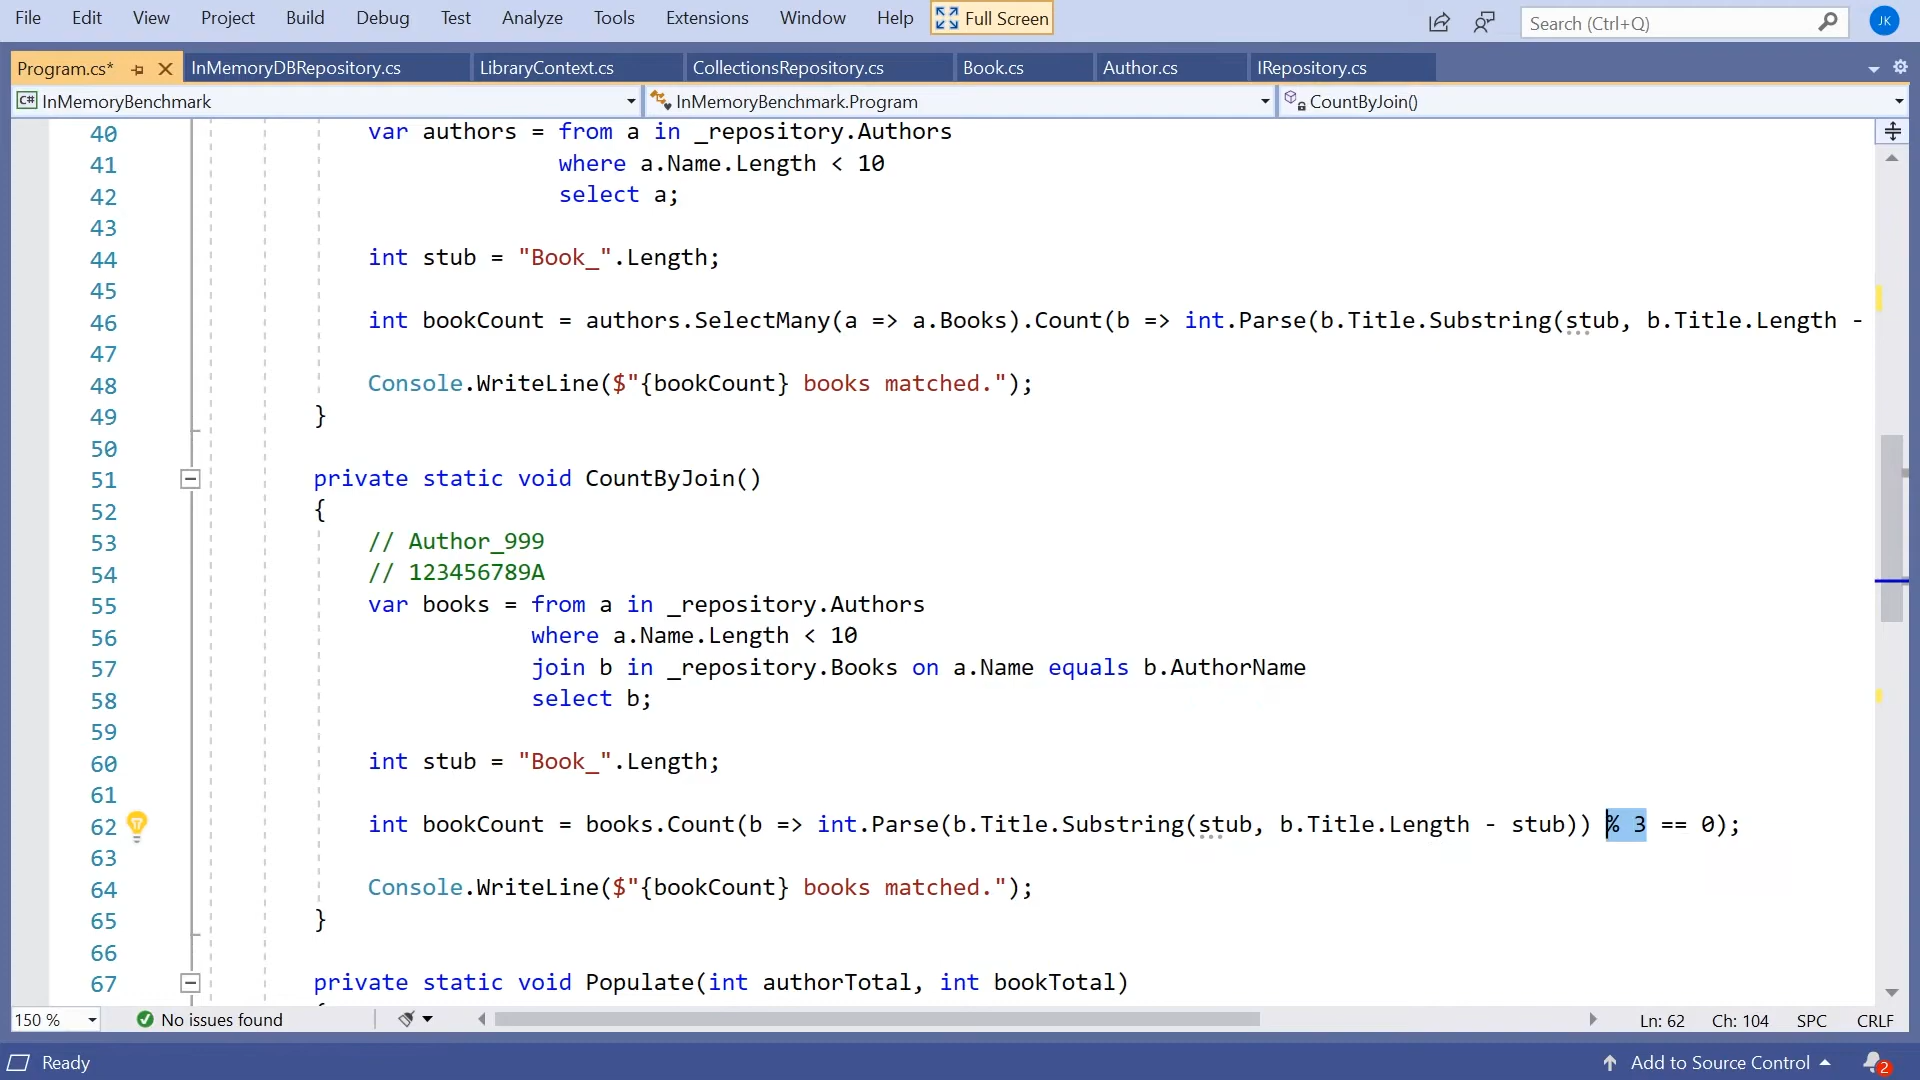 File Edit View Project Build Debug Test Analyze Tools Extensions Window Help Full Screen Search (Ctrl+Q) JK
Program.cs* InMemoryDBRepository.cs LibraryContext.cs CollectionsRepository.cs Book.cs Author.cs IRepository.cs
C# InMemoryBenchmark InMemoryBenchmark.Program CountByJoin()
40 var authors = from a in _repository.Authors
41 where a.Name.Length < 10
42 select a;
43
44 int stub = "Book_".Length;
45
46 int bookCount = authors.SelectMany(a => a.Books).Count(b => int.Parse(b.Title.Substring(stub, b.Title.Length -
47
48 Console.WriteLine($"{bookCount} books matched.");
49 }
50
51 private static void CountByJoin()
52 {
53 // Author_999
54 // 123456789A
55 var books = from a in _repository.Authors
56 where a.Name.Length < 10
57 join b in _repository.Books on a.Name equals b.AuthorName
58 select b;
59
60 int stub = "Book_".Length;
61
62 int bookCount = books.Count(b => int.Parse(b.Title.Substring(stub, b.Title.Length - stub)) % 3 == 0);
63
64 Console.WriteLine($"{bookCount} books matched.");
65 }
66
67 private static void Populate(int authorTotal, int bookTotal)
150 % No issues found Ln: 62 Ch: 104 SPC CRLF
Ready Add to Source Control 2